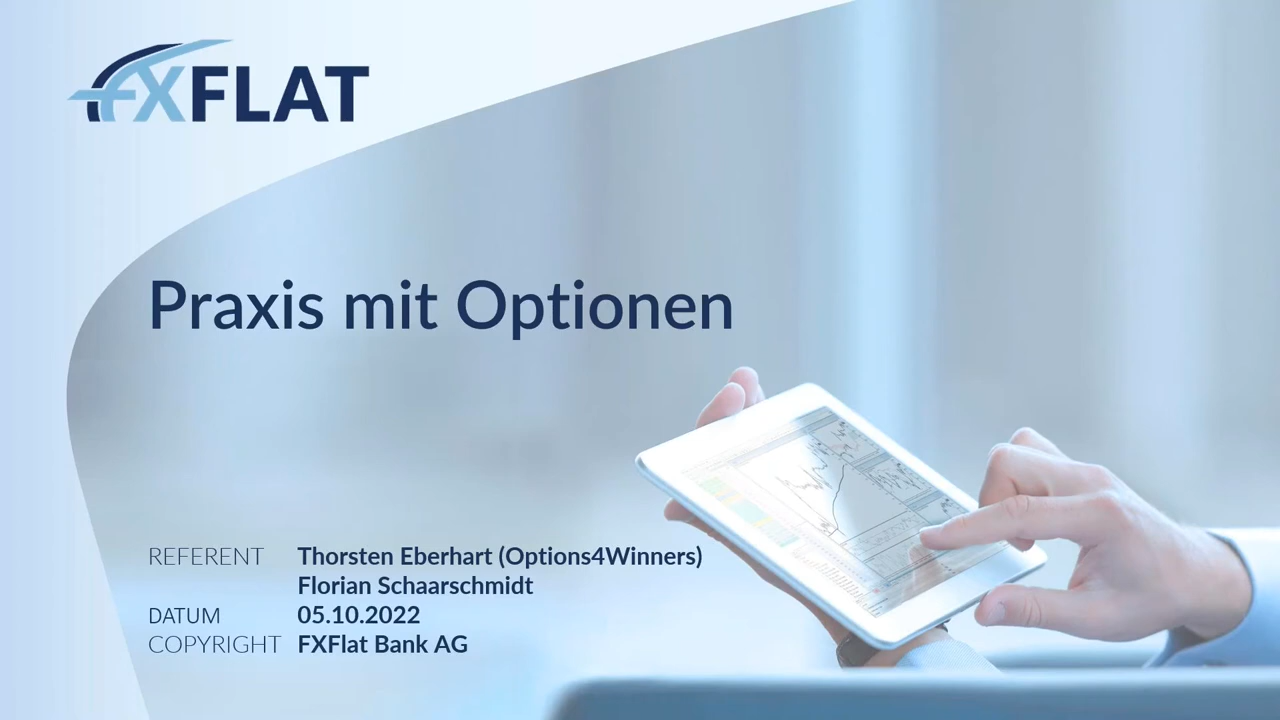 FXFLAT
Praxis mit Optionen
REFERENT Thorsten Eberhart (Options4Winners)
Florian Schaarschmidt
DATUM 05.10.2022
COPYRIGHT FXFlat Bank AG